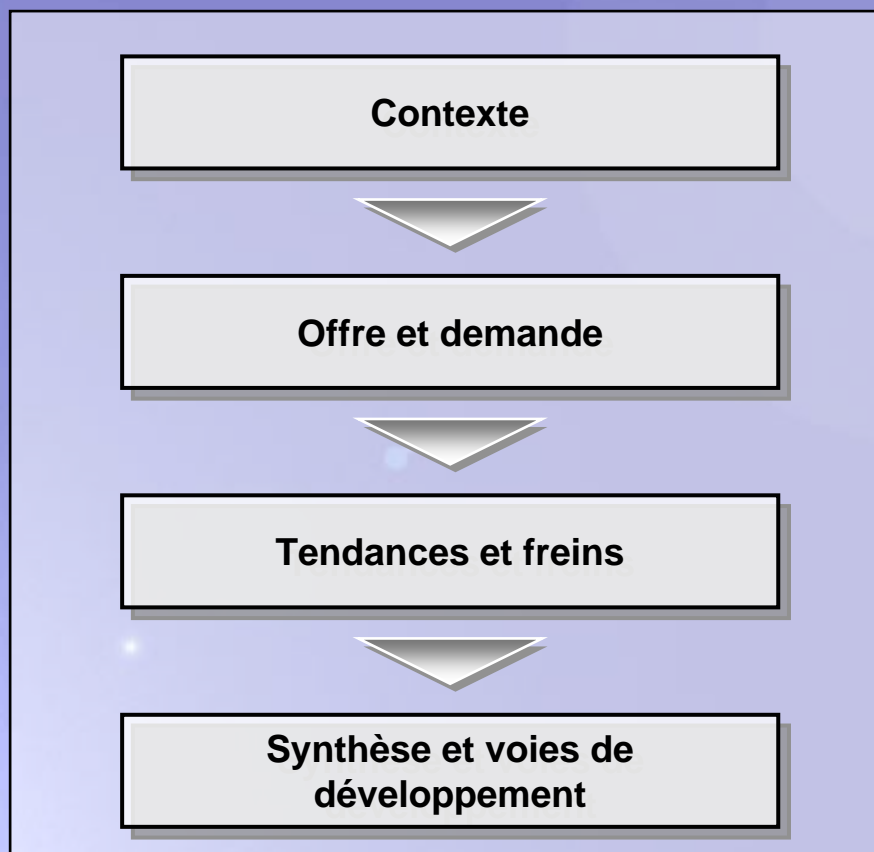 Contexte
Offre et demande
Tendances et freins
Synthèse et voies de
développement